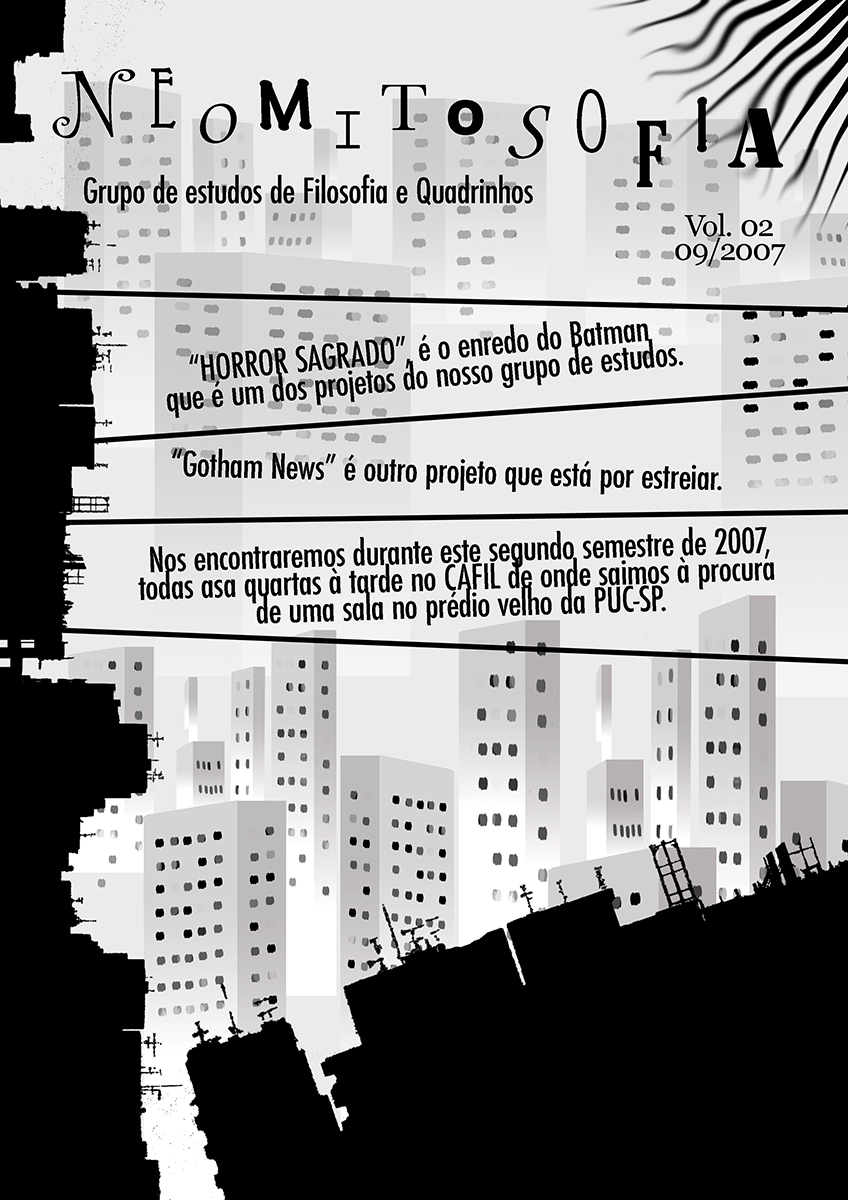 NEOMITOSOFIA
Grupo de estudos de Filosofia e Quadrinhos
Vol. 02
09/2007
“HORROR SAGRADO”, é o enredo do Batman
que é um dos projetos do nosso grupo de estudos.
“Gotham News” é outro projeto que está por estreiar.
Nos encontraremos durante este segundo semestre de 2007,
todas asa quartas à tarde no CAFIL de onde saimos à procura
de uma sala no prédio velho da PUC-SP.